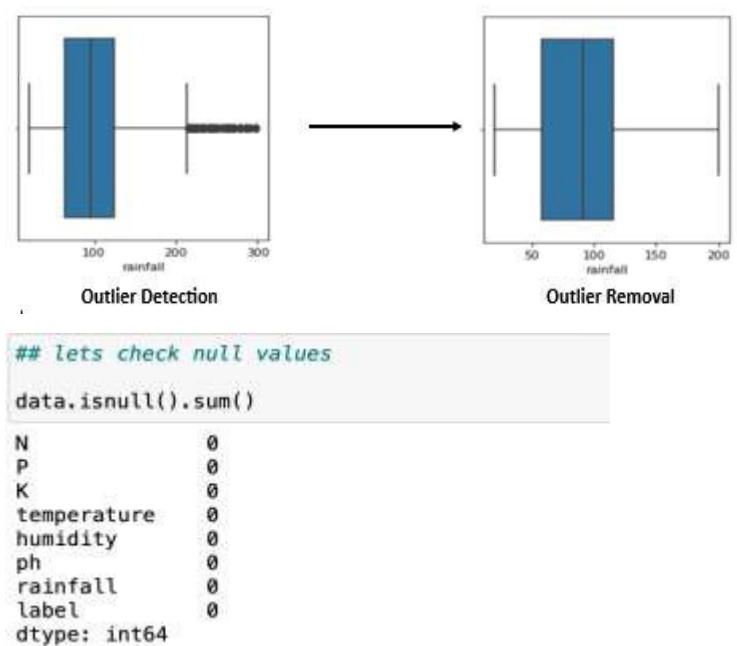 100 200 300
rainfall
Outlier Detection
50 100 150 200
rainfall
Outlier Removal
## lets check null values
data.isnull().sum()
N 0
P 0
K 0
temperature 0
humidity 0
ph 0
rainfall 0
label 0
dtype: int64